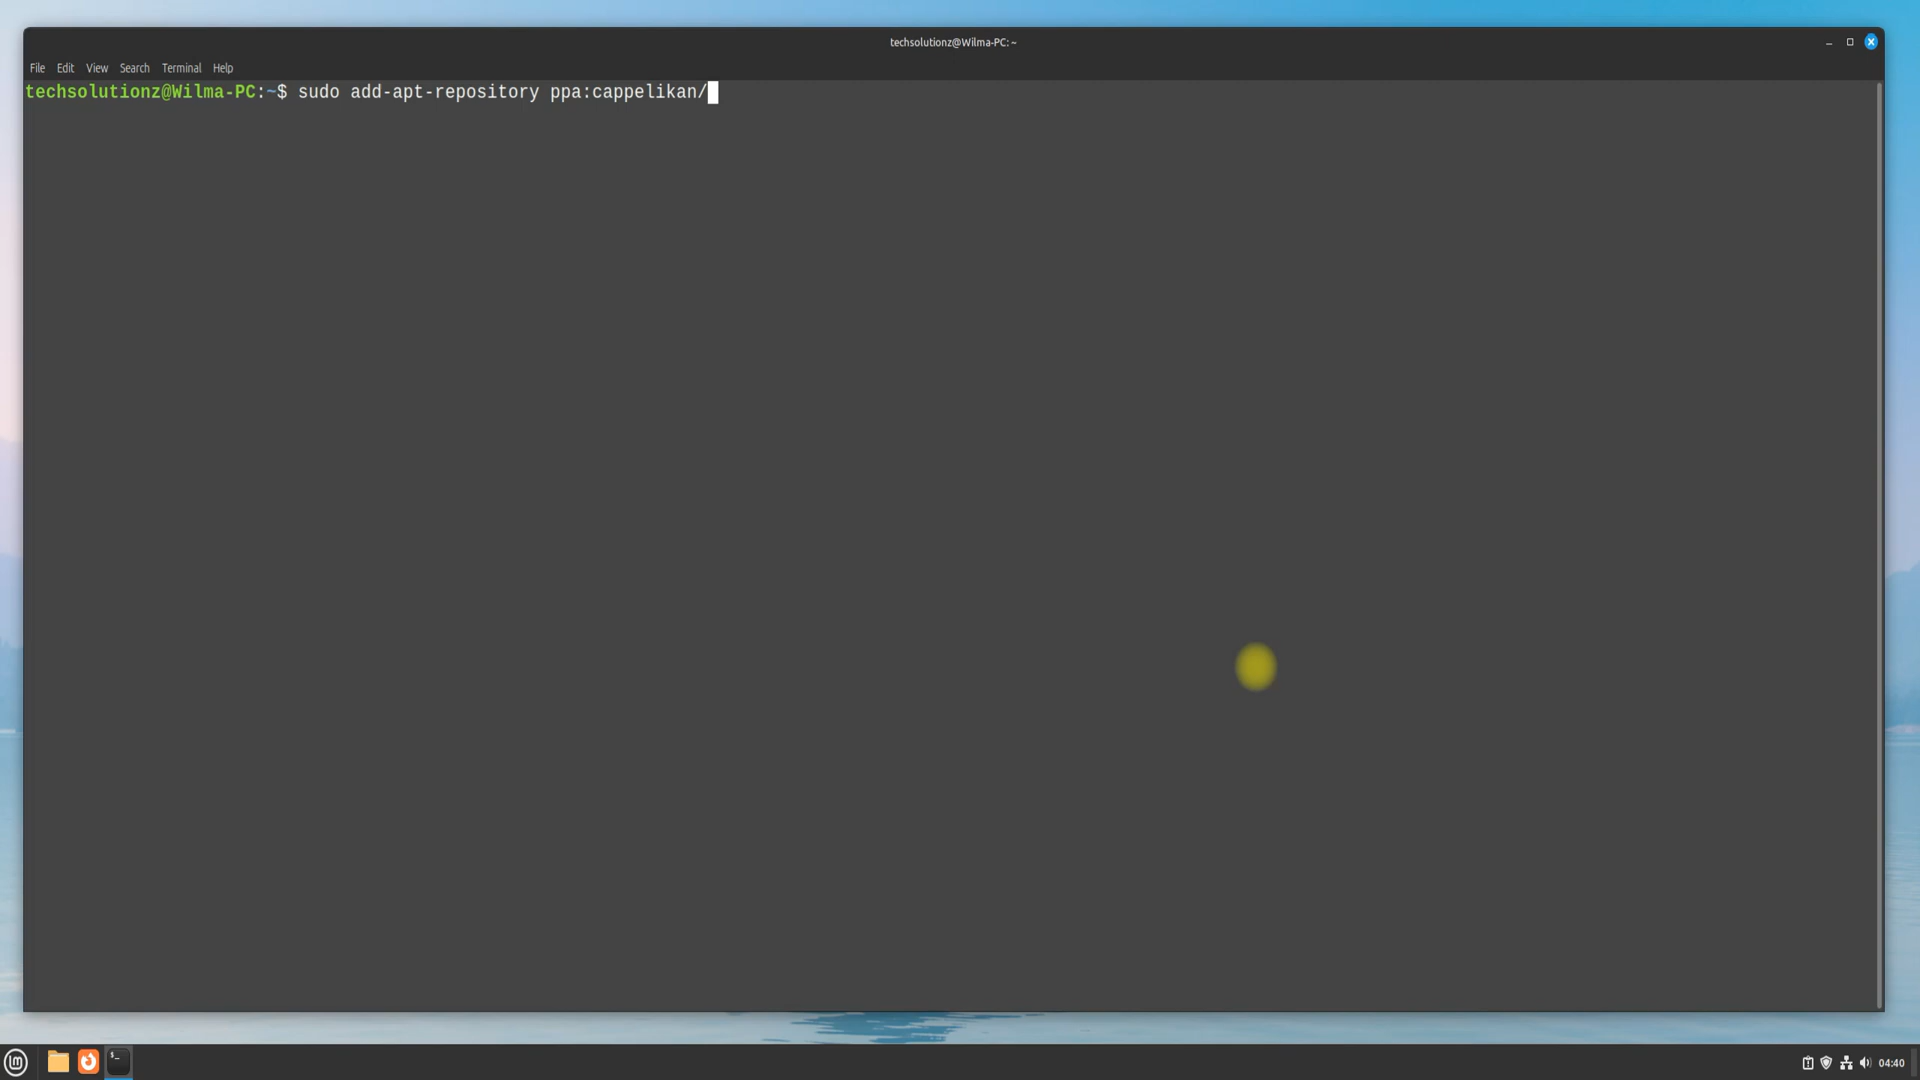 techsolutionz@Wilma-PC: ~
File Edit View Search Terminal Help
techsolutionz@Wilma-PC:~$ sudo add-apt-repository ppa:cappelikan/
04:40